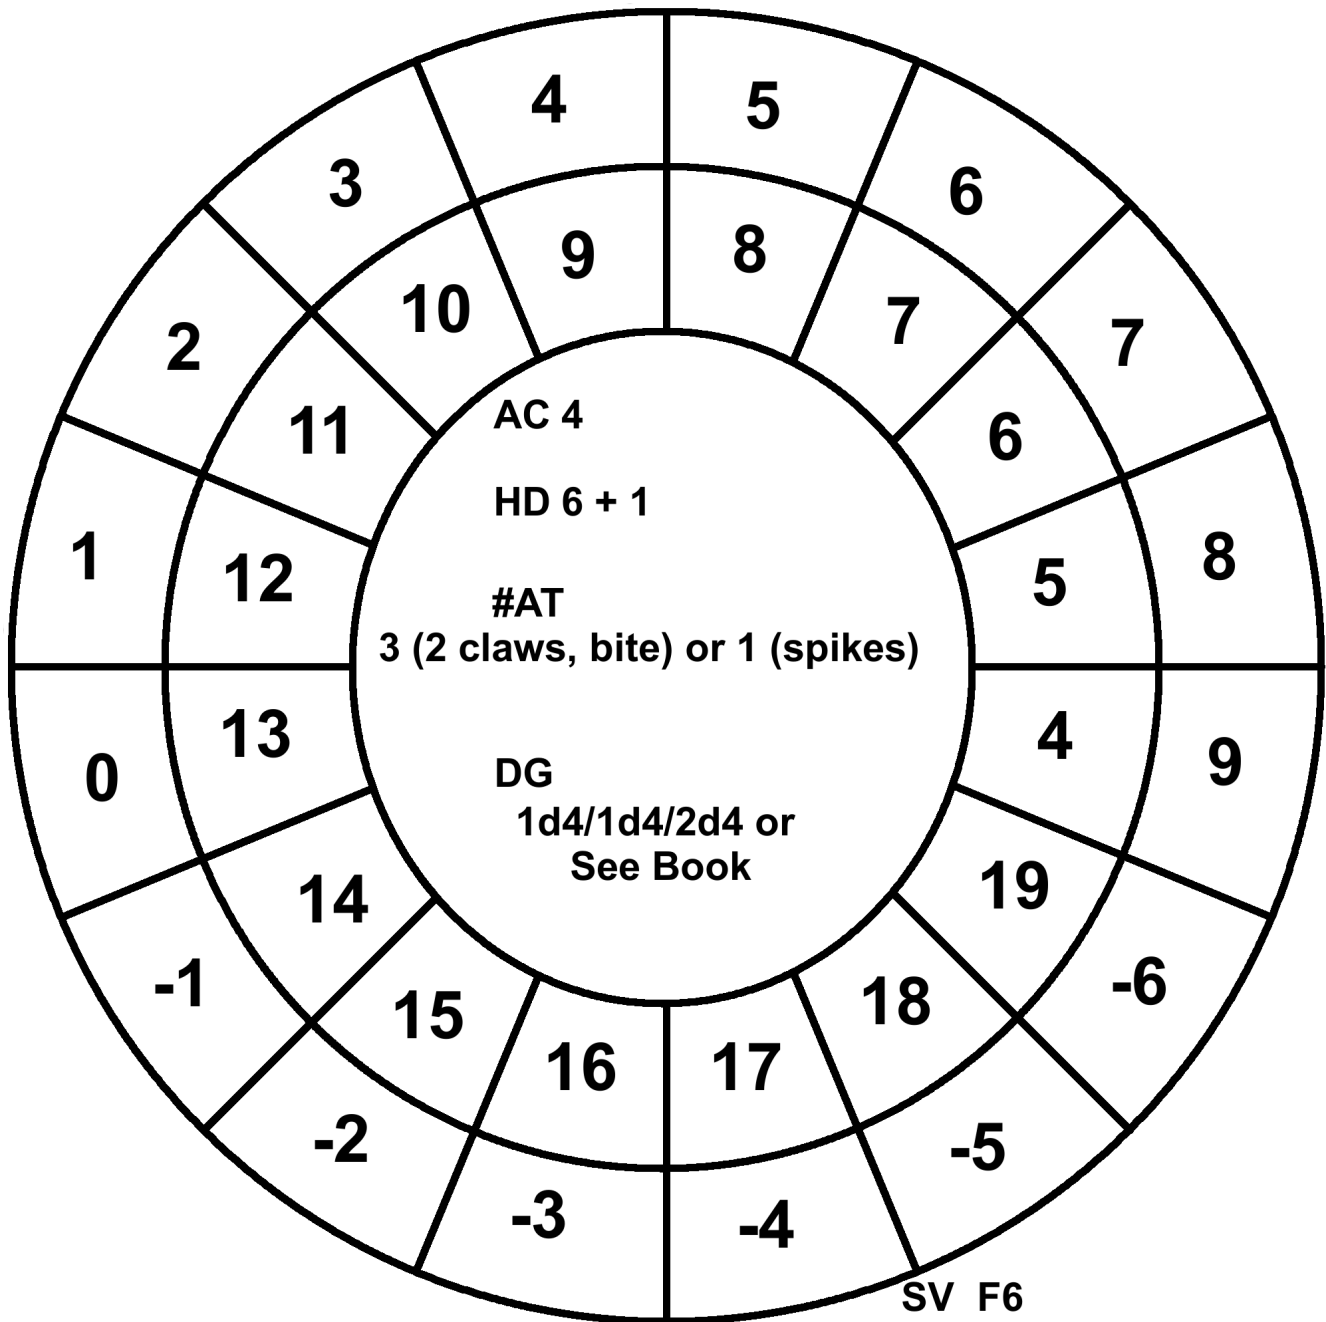 4 5
3 6
9 8
10 7
2 7
11 6
AC 4
HD 6 + 1
1 8
12 5
#AT
3 (2 claws, bite) or 1 (spikes)
13 4
0 9
DG
1d4/1d4/2d4 or
See Book
14 19
-1 -6
15 18
16 17
-2 -5
-3 -4
SV F6